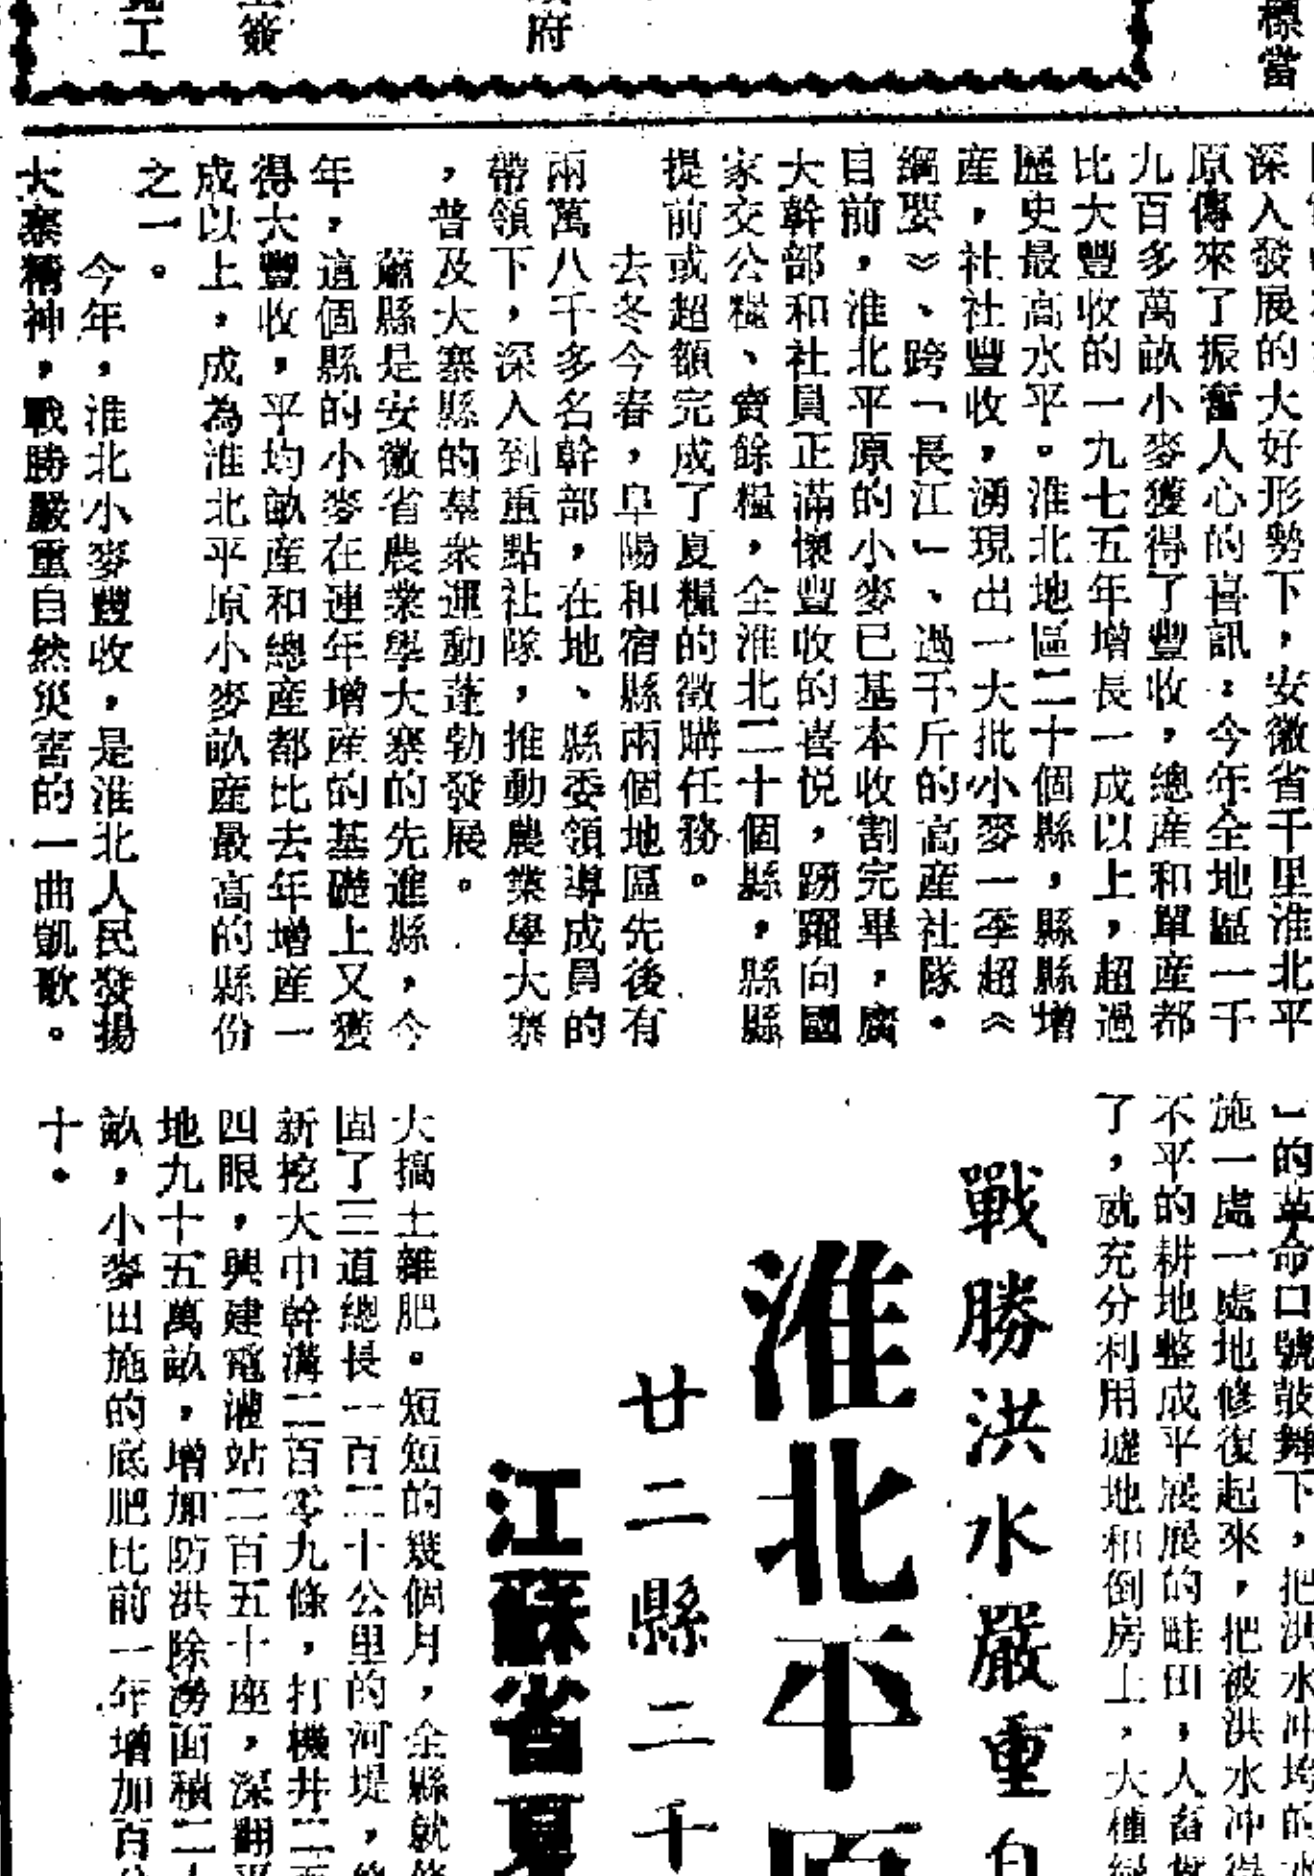 標當
府
簽
工
深入發展的大好形勢下，安徽省千里淮北平
原傳來了振奮人心的喜訊：今年全地區一千
九百多萬畝小麥獲得了豐收，總產和單產都
比大豐收的一九七五年增長一成以上，超過
歷史最高水平。淮北地區二十個縣，縣縣增
產，社社豐收，湧現出一大批小麥一季超《
綱要》、跨「長江」、過千斤的高產社隊。
目前，淮北平原的小麥已基本收割完畢，廣
大幹部和社員正滿懷豐收的喜悅，踴躍向國
家交公糧、賣餘糧，全淮北二十個縣，縣縣
提前或超額完成了夏糧的徵購任務。
去冬今春，阜陽和宿縣兩個地區先後有
兩萬八千多名幹部，在地、縣委領導成員的
帶領下，深入到重點社隊，推動農業學大寨
，普及大寨縣的羣衆運動蓬勃發展。
蕭縣是安徽省農業學大寨的先進縣，今
年，這個縣的小麥在連年增產的基礎上又獲
得大豐收，平均畝產和總產都比去年增產一
成以上，成為淮北平原小麥畝產最高的縣份
之一。
今年，淮北小麥豐收，是淮北人民發揚
大寨精神，戰勝嚴重自然災害的一曲凱歌。
」的革命口號鼓舞下，把洪水冲垮的
施一處一處地修復起來，把被洪水冲得
不平的耕地整成平展展的畦田，人畜糞
了，就充分利用墟地和倒房土，大種綠
戰勝洪水嚴重自
淮北平原
廿二縣二千
江蘇省夏
大搞土雜肥。短短的幾個月，全縣就修
固了三道總長一百二十公里的河堤，
新挖大中幹溝二百零九條，打機井二百
四眼，興建電灌站二百五十座，深翻平
地九十五萬畝，增加防洪除澇面積二十
畝，小麥田施的底肥比前一年增加百分
十。